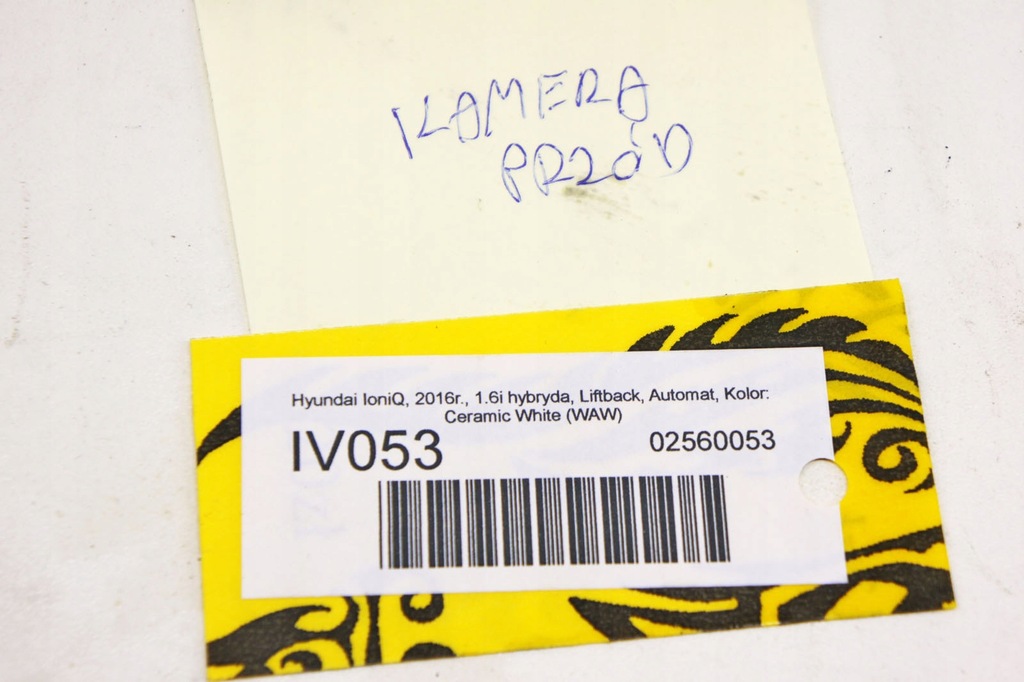 KAMERA
PRZÓD
Hyundai IoniQ, 2016r., 1.6i hybryda, Liftback, Automat, Kolor:
Ceramic White (WAW)
IV053
02560053